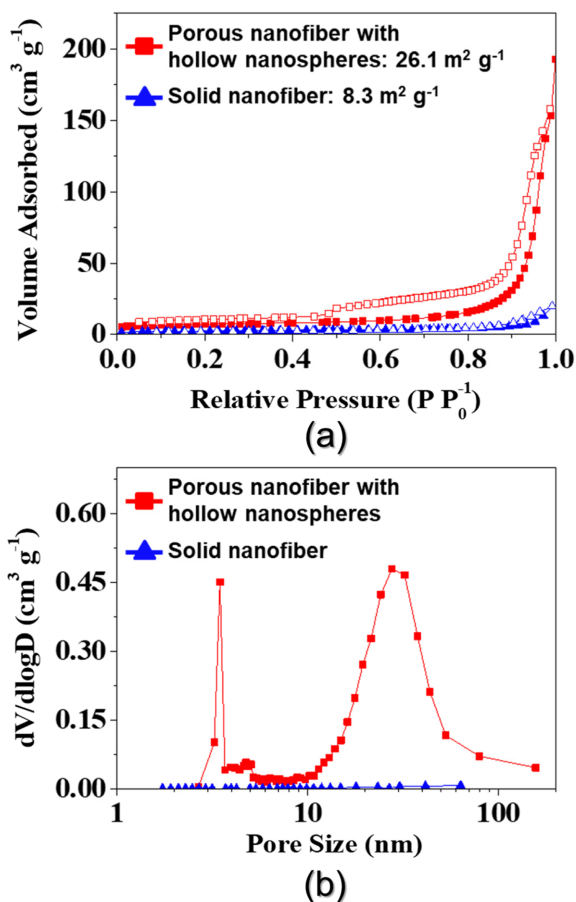 Porous nanofiber with
hollow nanospheres: 26.1 m² g⁻¹
Solid nanofiber: 8.3 m² g⁻¹
Volume Adsorbed (cm³ g⁻¹)
200
150
100
50
0
0.0 0.2 0.4 0.6 0.8 1.0
Relative Pressure (P P₀⁻¹)
(a)
Porous nanofiber with
hollow nanospheres
Solid nanofiber
dV/dlogD (cm³ g⁻¹)
0.60
0.45
0.30
0.15
0.00
1 10 100
Pore Size (nm)
(b)